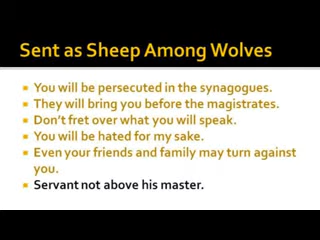 Sent as Sheep Among Wolves
You will be persecuted in the synagogues.
They will bring you before the magistrates.
Don't fret over what you will speak.
You will be hated for my sake.
Even your friends and family may turn against
you.
Servant not above his master.